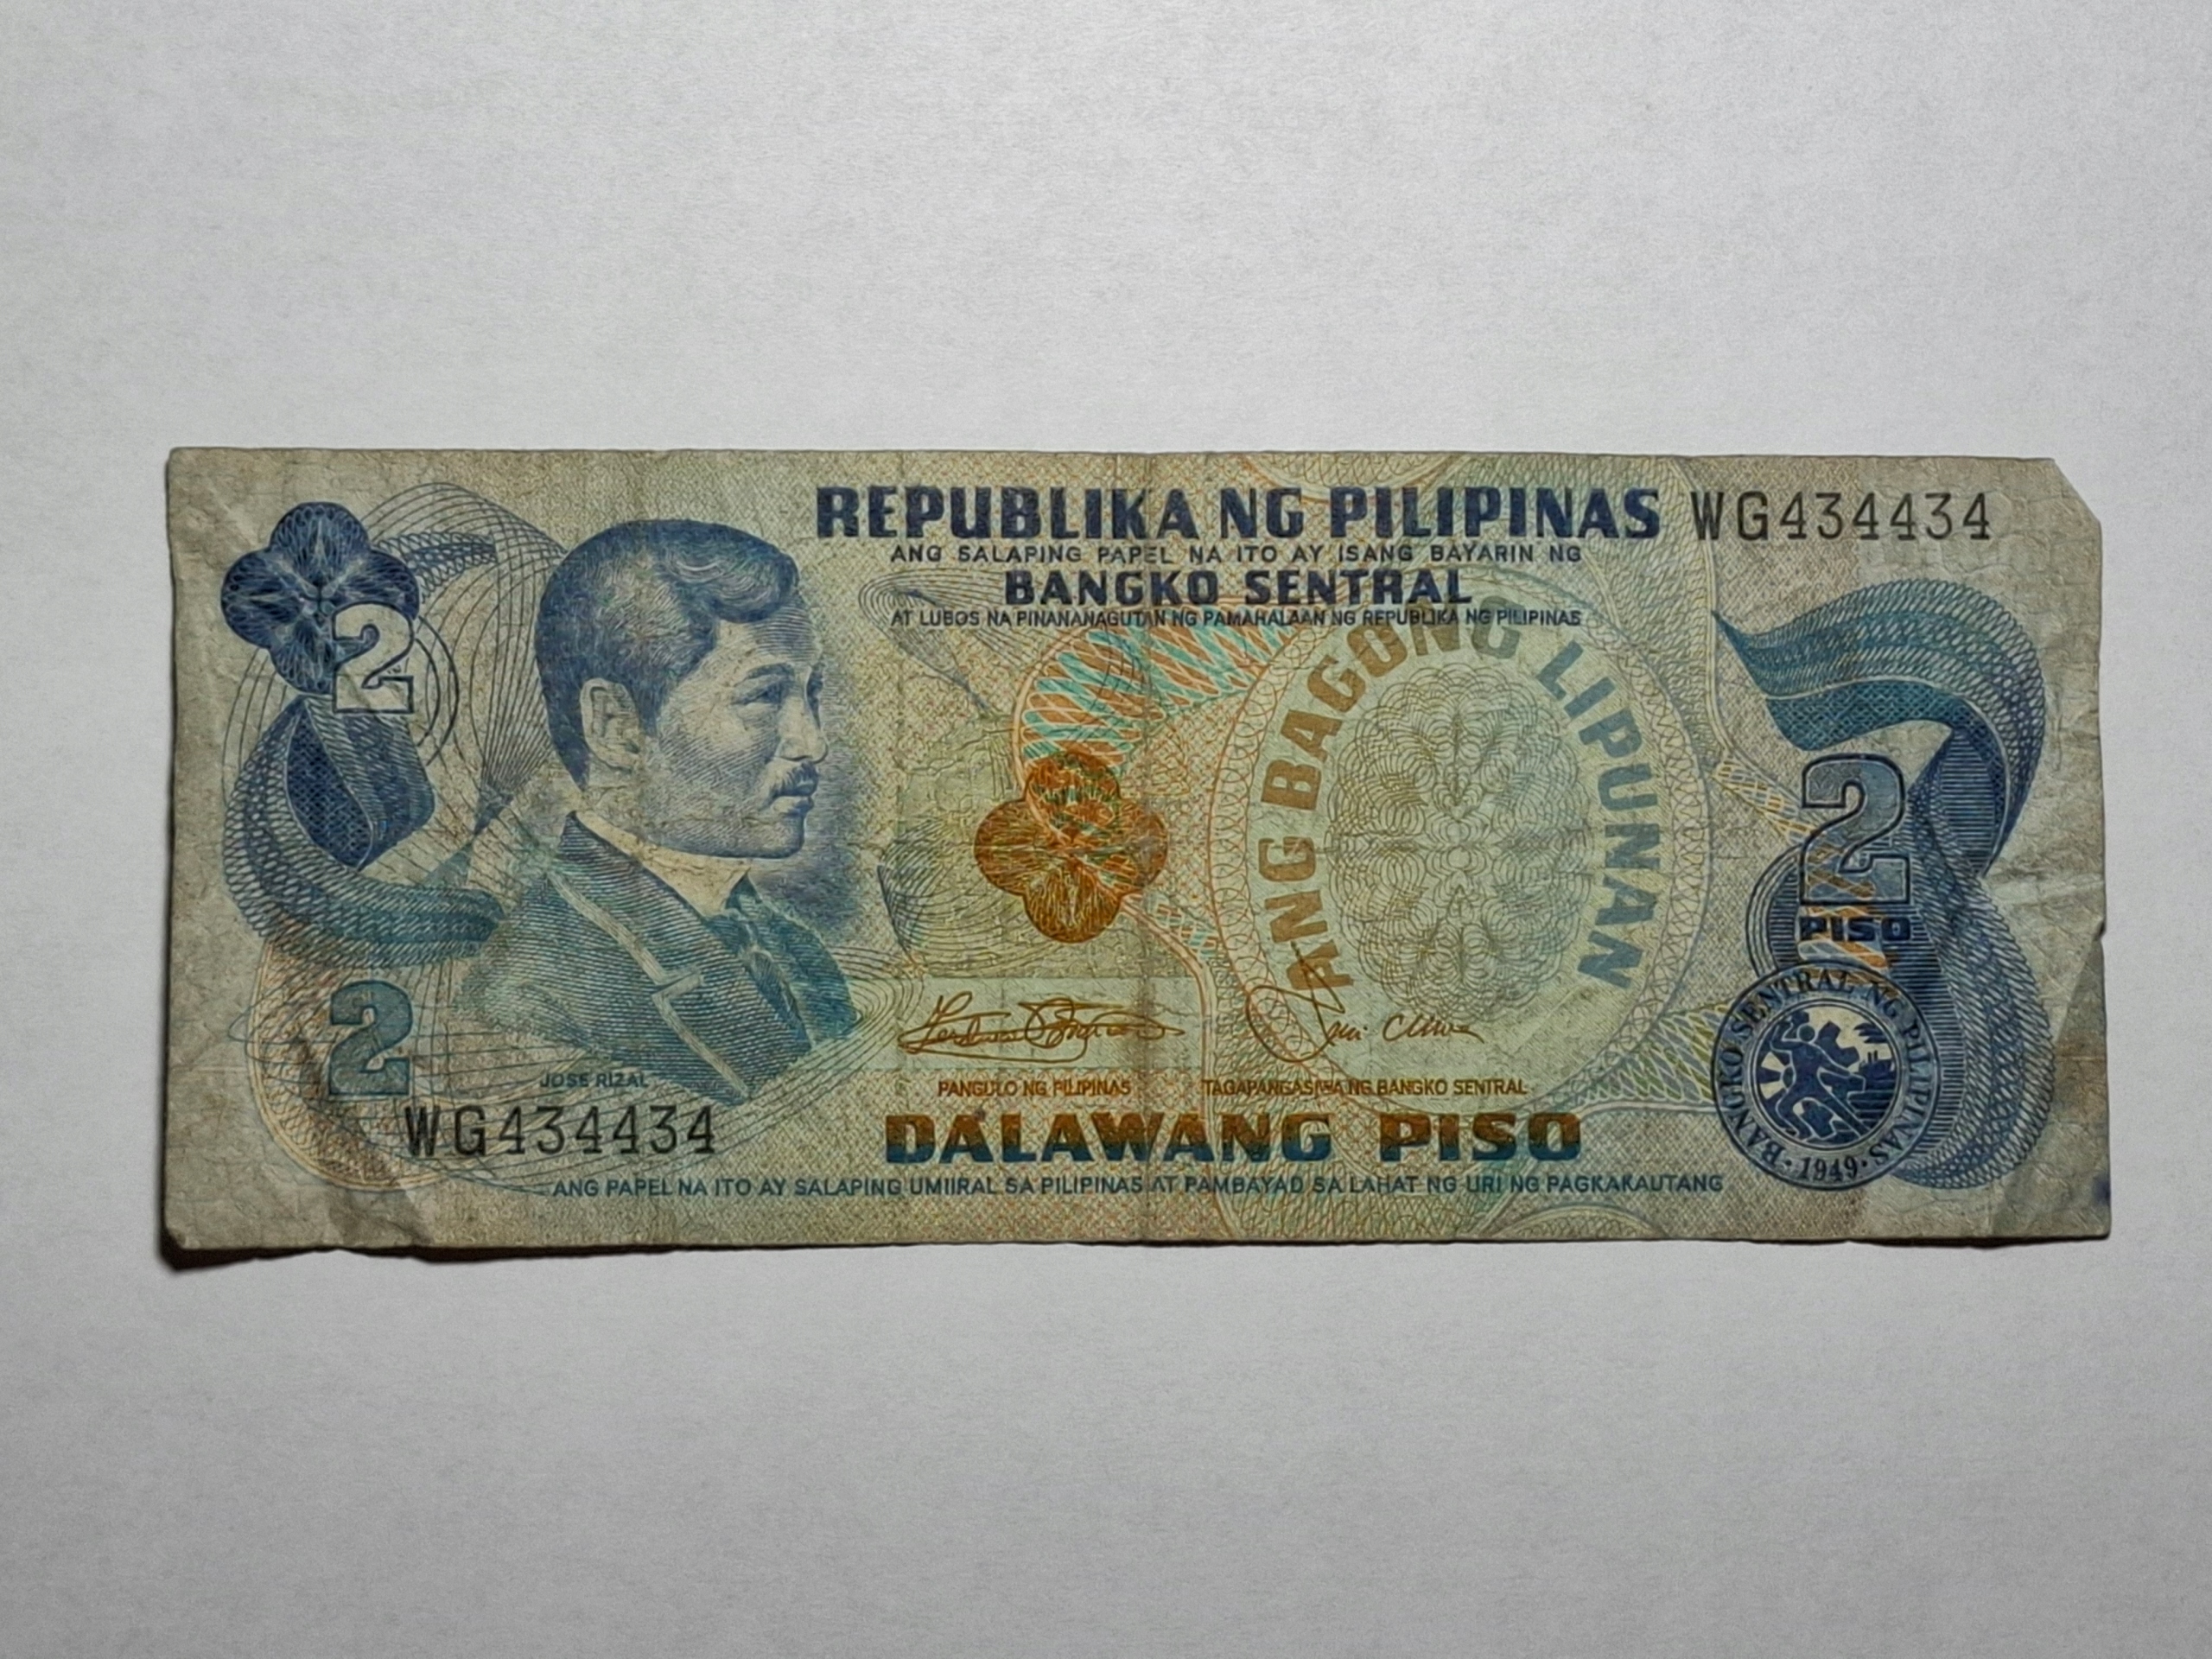 REPUBLIKA NG PILIPINAS
WG434434
ANG SALAPING PAPEL NA ITO AY ISANG BAYARIN NG
BANGKO SENTRAL
AT LUBOS NA PINANANAGUTAN NG PAMAHALAAN NG REPUBLIKA NG PILIPINAS
2
ANG BAGONG LIPUNAN
2
PISO
BANGKO SENTRAL NG PILIPINAS
1949
2
JOSE RIZAL
PANGULO NG PILIPINAS
TAGAPANGASIWA NG BANGKO SENTRAL
WG434434
DALAWANG PISO
ANG PAPEL NA ITO AY SALAPING UMIIRAL SA PILIPINAS AT PAMBAYAD SA LAHAT NG URI NG PAGKAKAUTANG